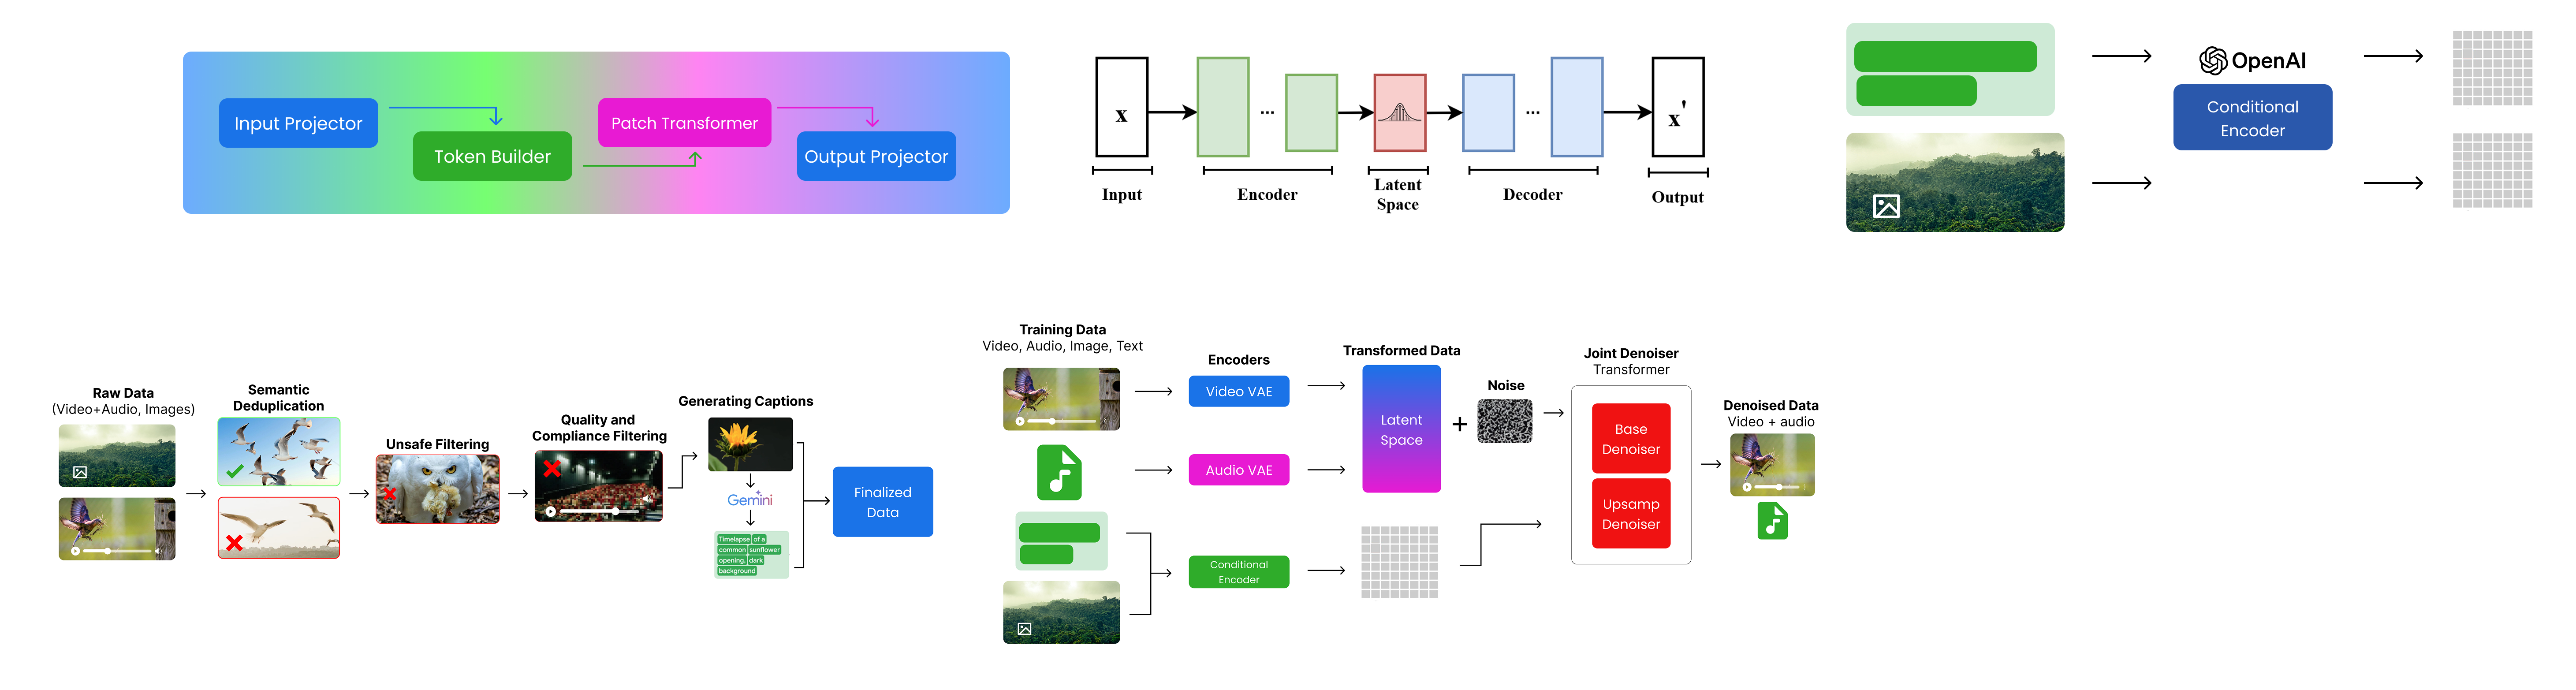 Input Projector
Token Builder
Patch Transformer
Output Projector
x
...
...
x'
Input
Encoder
Latent
Space
Decoder
Output
OpenAI
Conditional
Encoder
Raw Data
(Video+Audio, Images)
Semantic
Deduplication
Unsafe Filtering
Quality and
Compliance Filtering
Generating Captions
Gemini
Timelapse of a
common sunflower
opening, dark
background
Finalized
Data
Training Data
Video, Audio, Image, Text
Encoders
Video VAE
Audio VAE
Conditional
Encoder
Transformed Data
Latent
Space
+
Noise
Joint Denoiser
Transformer
Base
Denoiser
Upsamp
Denoiser
Denoised Data
Video + audio